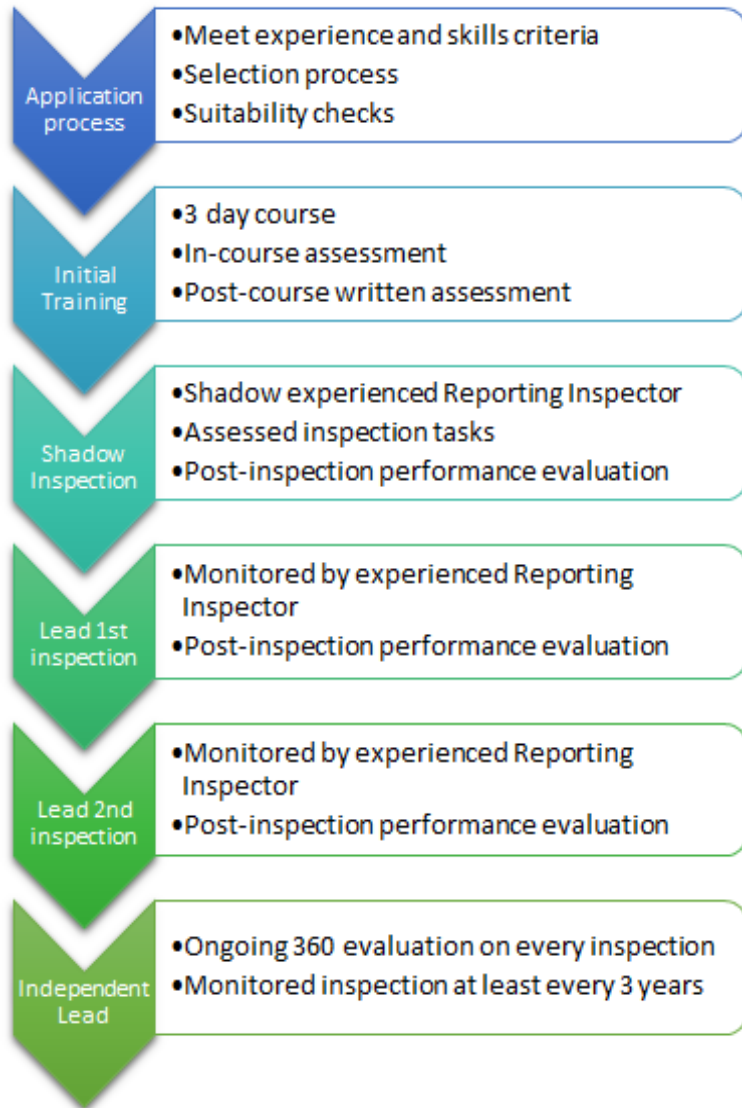 Application
process
•Meet experience and skills criteria
•Selection process
•Suitability checks
Initial
Training
•3 day course
•In-course assessment
•Post-course written assessment
Shadow
Inspection
•Shadow experienced Reporting Inspector
•Assessed inspection tasks
•Post-inspection performance evaluation
Lead 1st
inspection
•Monitored by experienced Reporting
Inspector
•Post-inspection performance evaluation
Lead 2nd
inspection
•Monitored by experienced Reporting
Inspector
•Post-inspection performance evaluation
Independent
Lead
•Ongoing 360 evaluation on every inspection
•Monitored inspection at least every 3 years